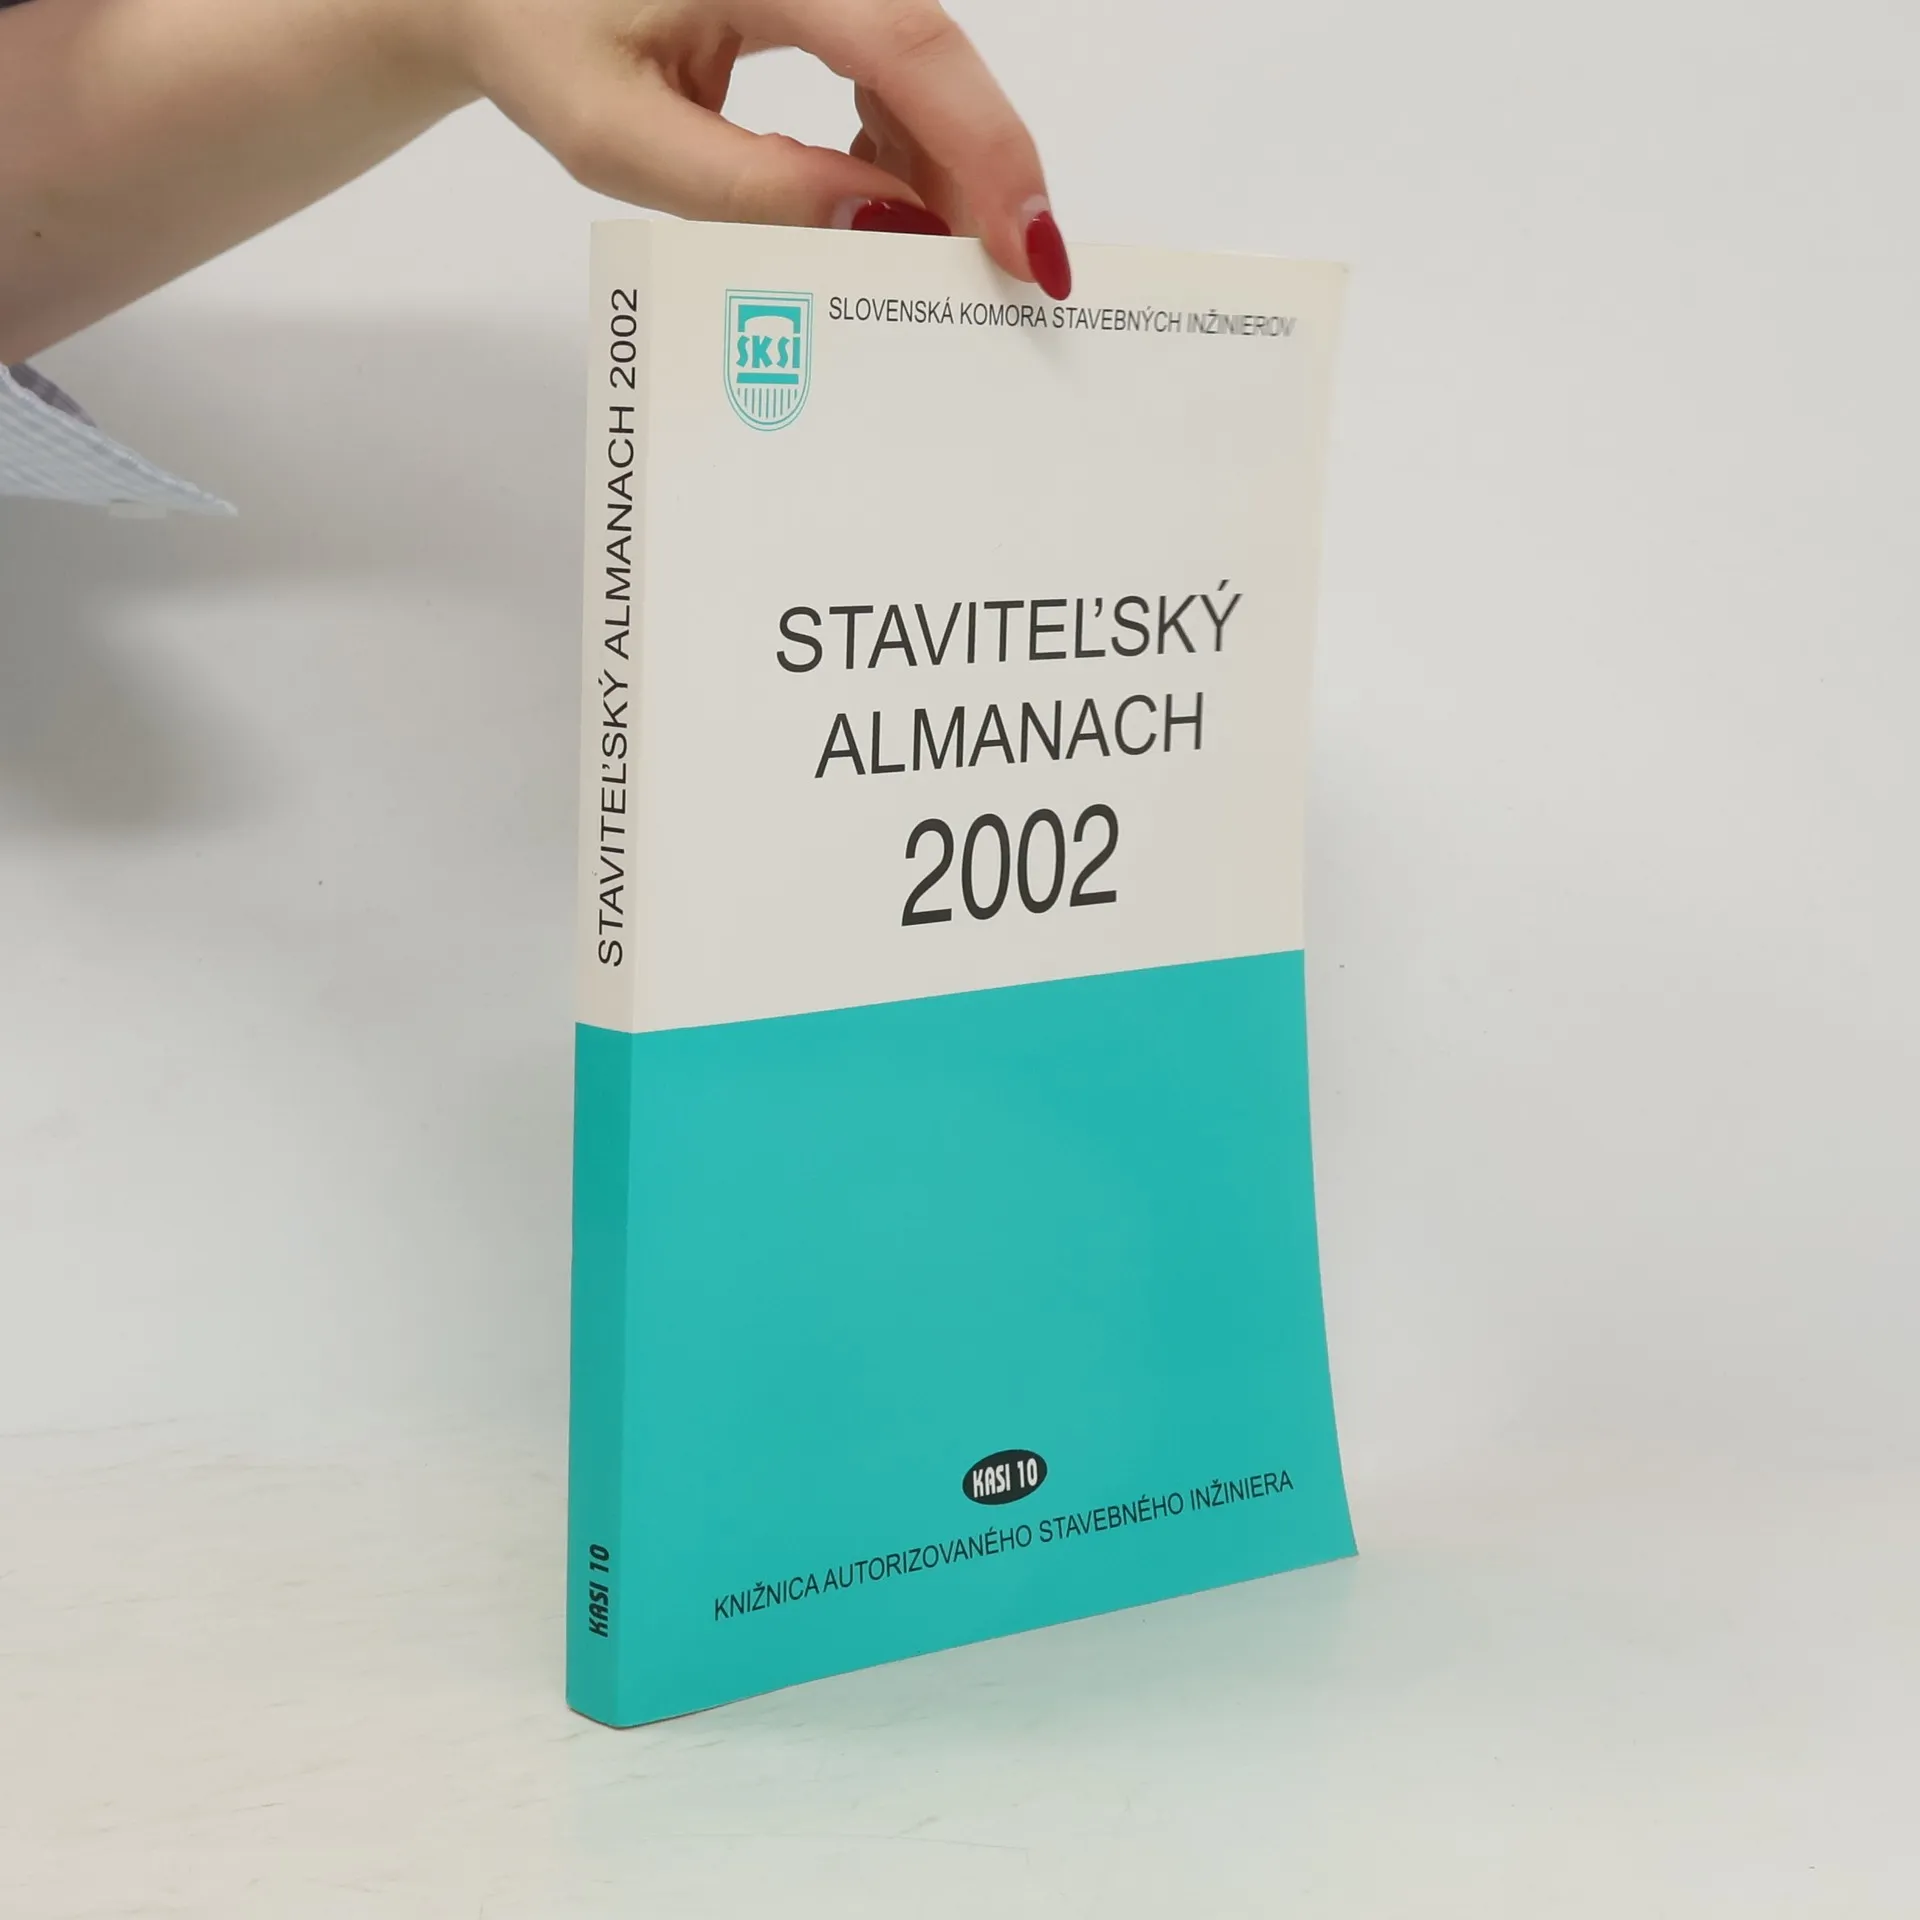 STAVITEĽSKÝ ALMANACH 2002
KASI 10
SKSI
SLOVENSKÁ KOMORA STAVEBNÝCH INŽINIEROV
STAVITEĽSKÝ
ALMANACH
2002
KASI 10
KNIŽNICA AUTORIZOVANÉHO STAVEBNÉHO INŽINIERA